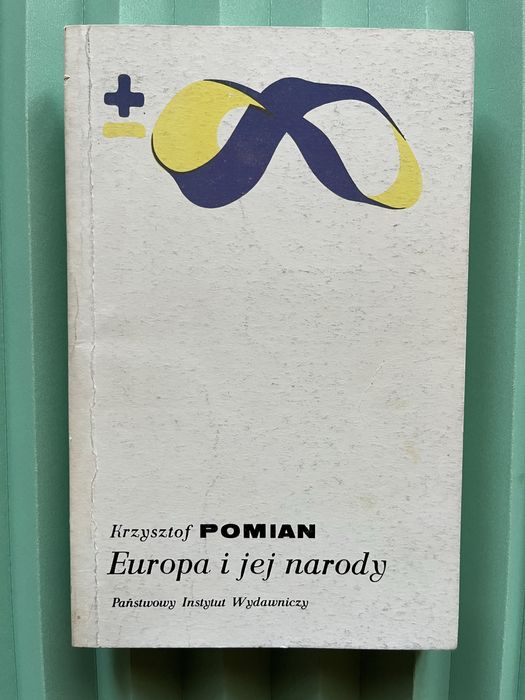 ±
Krzysztof POMIAN
Europa i jej narody
Państwowy Instytut Wydawniczy